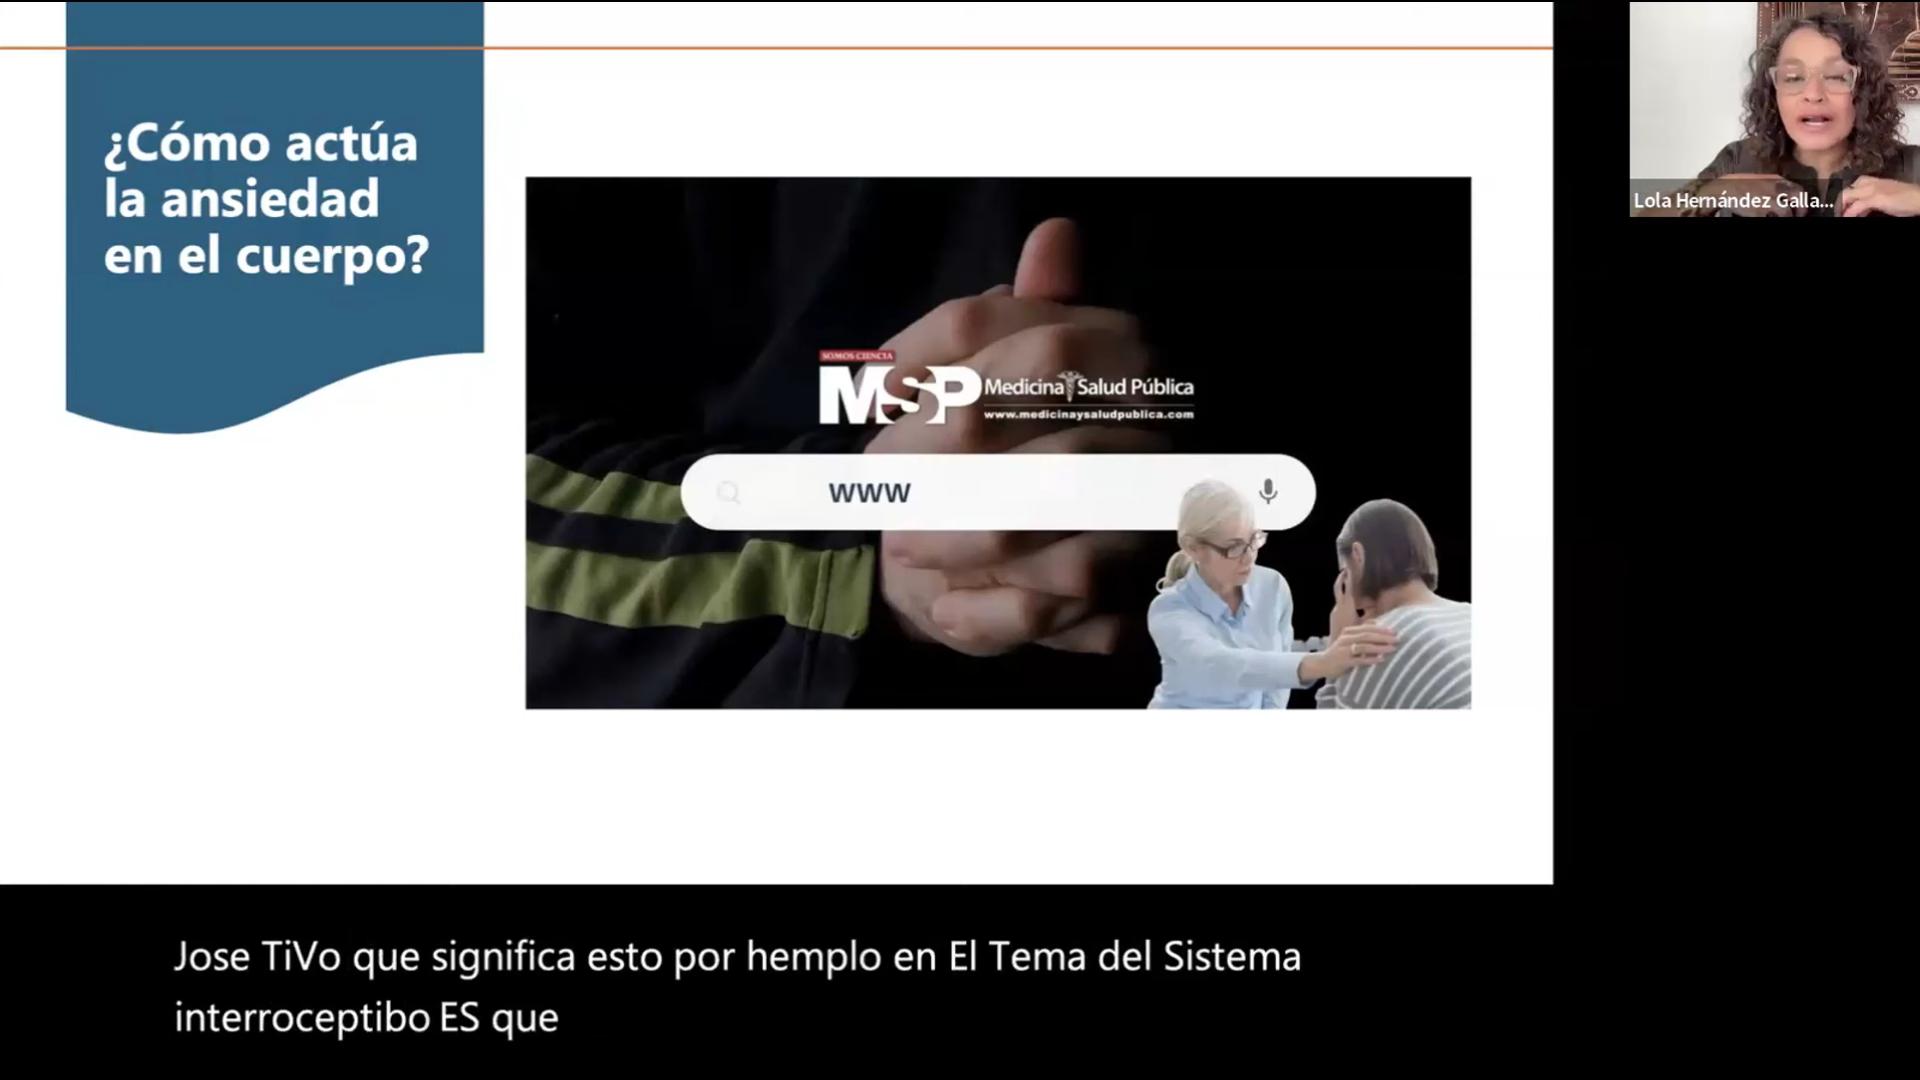 ¿Cómo actúa
la ansiedad
en el cuerpo?
SOMOS CIENCIA
MSP Medicina Salud Pública
www.medicinaysaludpublica.com
www
Lola Hernández Galla...
Jose TiVo que significa esto por hemplo en El Tema del Sistema
interroceptibo ES que